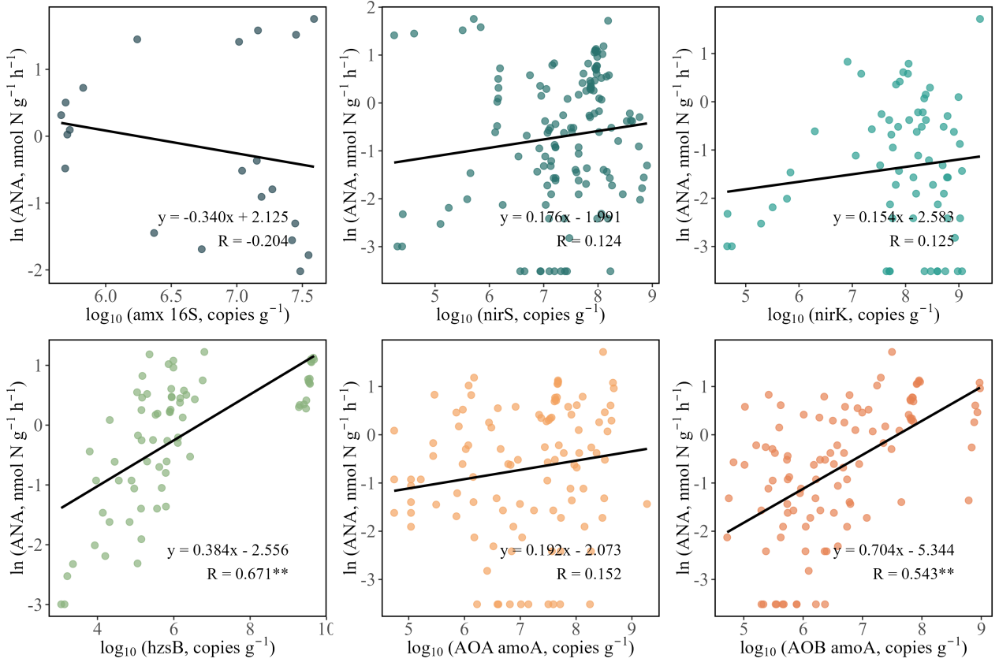 ln (ANA, nmol N g⁻¹ h⁻¹)
1
0
-1
-2
y = -0.340x + 2.125
R = -0.204
6.0 6.5 7.0 7.5
log₁₀ (amx 16S, copies g⁻¹)
ln (ANA, nmol N g⁻¹ h⁻¹)
2
1
0
-1
-2
-3
y = 0.176x - 1.991
R = 0.124
5 6 7 8 9
log₁₀ (nirS, copies g⁻¹)
ln (ANA, nmol N g⁻¹ h⁻¹)
1
0
-1
-2
-3
y = 0.154x - 2.583
R = 0.125
5 6 7 8 9
log₁₀ (nirK, copies g⁻¹)
ln (ANA, nmol N g⁻¹ h⁻¹)
1
0
-1
-2
-3
y = 0.384x - 2.556
R = 0.671**
4 6 8 10
log₁₀ (hzsB, copies g⁻¹)
ln (ANA, nmol N g⁻¹ h⁻¹)
1
0
-1
-2
-3
y = 0.192x - 2.073
R = 0.152
5 6 7 8 9
log₁₀ (AOA amoA, copies g⁻¹)
ln (ANA, nmol N g⁻¹ h⁻¹)
1
0
-1
-2
-3
y = 0.704x - 5.344
R = 0.543**
5 6 7 8 9
log₁₀ (AOB amoA, copies g⁻¹)